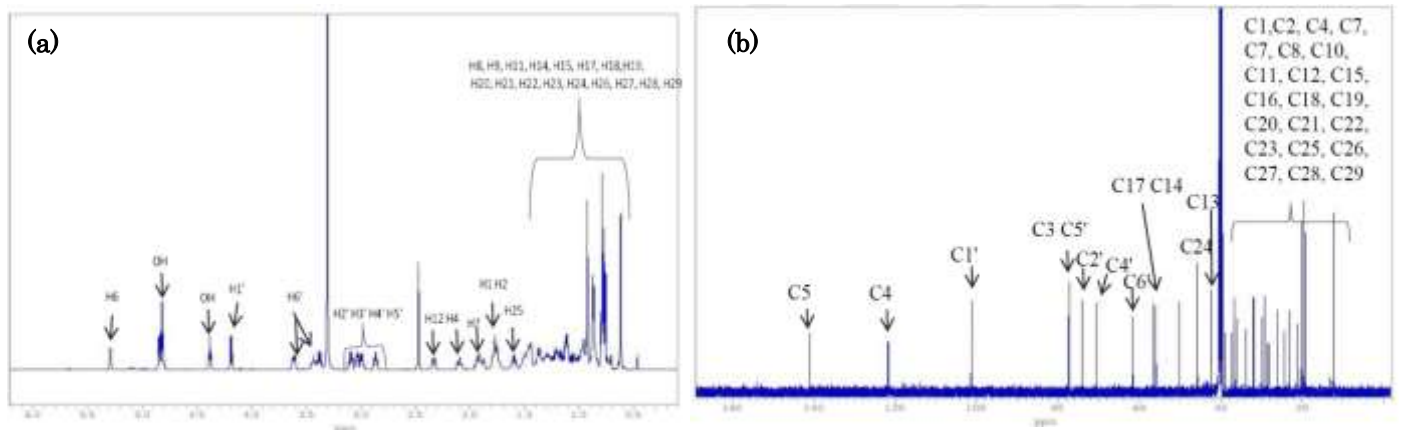 (a)
H8, H9, H11, H14, H15, H17, H18,H19,
H20, H21, H22, H23, H24, H26, H27, H28, H29
H6
OH
OH
H1'
H6'
H2' H3' H4' H5'
H12
H4
H1 H2
H25
(b)
C1,C2, C4, C7,
C7, C8, C10,
C11, C12, C15,
C16, C18, C19,
C20, C21, C22,
C23, C25, C26,
C27, C28, C29
C5
C4
C1'
C3 C5'
C2'
C4'
C6'
C17 C14
C24
C13
ppm